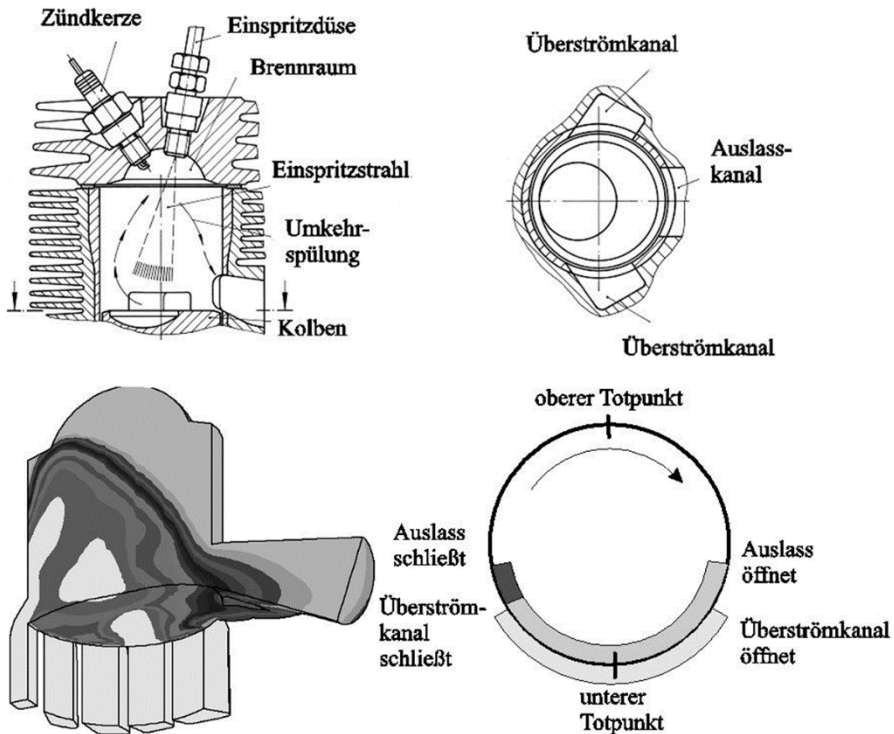 Zündkerze
Einspritzdüse
Brennraum
Einspritzstrahl
Umkehr-
spülung
Kolben
Überströmkanal
Auslass-
kanal
Überströmkanal
oberer Totpunkt
Auslass
schließt
Überström-
kanal
schließt
Auslass
öffnet
Überströmkanal
öffnet
unterer
Totpunkt